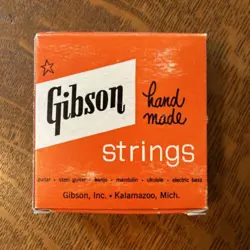 Gibson
hand
made
strings
guitar · steel guitar · banjo · mandolin · ukulele · electric bass
Gibson, Inc. • Kalamazoo, Mich.